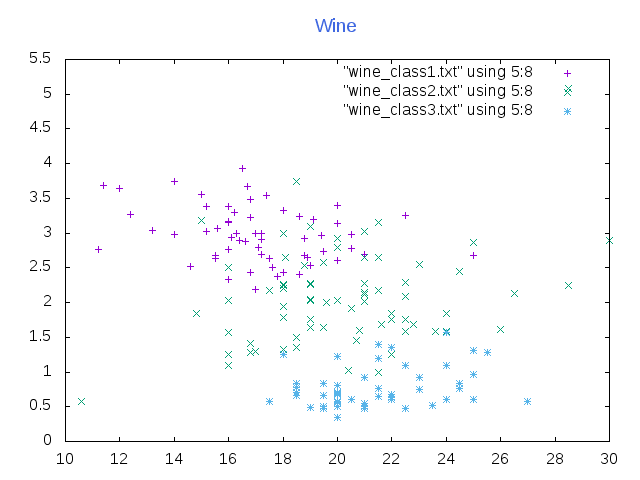 Wine
5.5
5
4.5
4
3.5
3
2.5
2
1.5
1
0.5
0
"wine_class1.txt" using 5:8
"wine_class2.txt" using 5:8
"wine_class3.txt" using 5:8
10 12 14 16 18 20 22 24 26 28 30